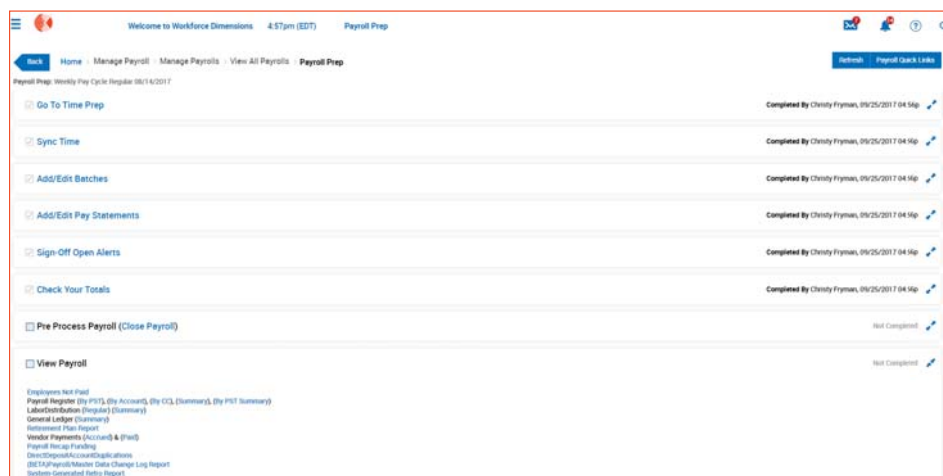 Welcome to Workforce Dimensions 4:57pm (EDT) Payroll Prep
Back Home > Manage Payroll > Manage Payrolls > View All Payrolls > Payroll Prep Refresh Payroll Quick Links
Payroll Prep: Weekly Pay Cycle Regular 08/14/2017
Go To Time Prep Completed By Christy Fryman, 09/25/2017 04:56p
Sync Time Completed By Christy Fryman, 09/25/2017 04:56p
Add/Edit Batches Completed By Christy Fryman, 09/25/2017 04:56p
Add/Edit Pay Statements Completed By Christy Fryman, 09/25/2017 04:56p
Sign-Off Open Alerts Completed By Christy Fryman, 09/25/2017 04:56p
Check Your Totals Completed By Christy Fryman, 09/25/2017 04:56p
Pre Process Payroll (Close Payroll) Not Completed
View Payroll Not Completed
Employees Not Paid
Payroll Register (By PST), (By Account), (By CC), (Summary), (By PST Summary)
LaborDistribution (Regular) (Summary)
General Ledger (Summary)
Retirement Plan Report
Vendor Payments (Accrued) & (Paid)
Payroll Recap Funding
DirectDepositAccountDuplications
(BETA)Payroll/Master Data Change Log Report
System-Generated Retro Report